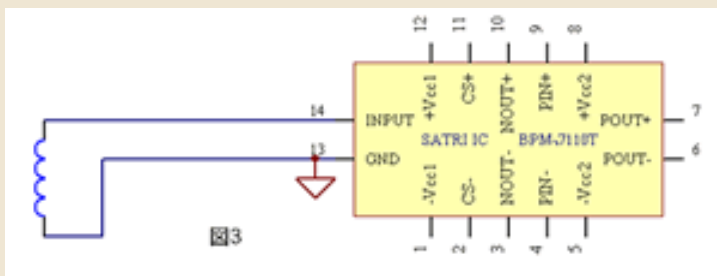 12 11 10 9 8
+Vcc1 CS+ NOUT+ PIN+ +Vcc2
14 INPUT POUT+ 7
SATRI IC BPM-7110T
13 GND POUT- 6
-Vcc1 CS- NOUT- PIN- -Vcc2
1 2 3 4 5
図3